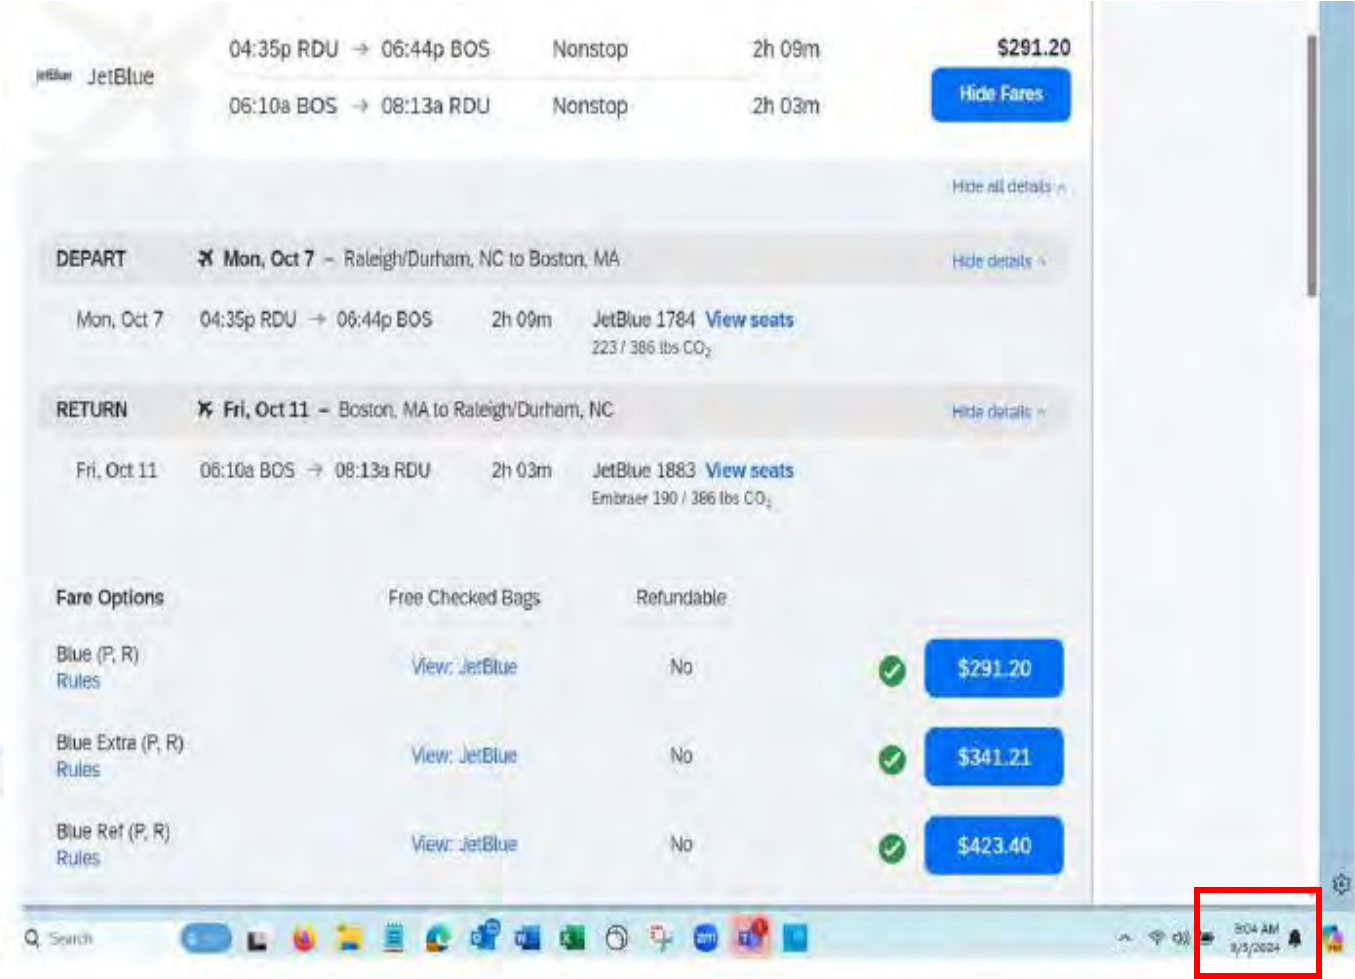 04:35p RDU → 06:44p BOS Nonstop 2h 09m $291.20
jetBlue JetBlue
Hide Fares
06:10a BOS → 08:13a RDU Nonstop 2h 03m
Hide all details
DEPART Mon, Oct 7 – Raleigh/Durham, NC to Boston, MA Hide details
Mon, Oct 7 04:35p RDU → 06:44p BOS 2h 09m JetBlue 1784 View seats
223 / 386 lbs CO₂
RETURN Fri, Oct 11 – Boston, MA to Raleigh/Durham, NC Hide details
Fri, Oct 11 06:10a BOS → 08:13a RDU 2h 03m JetBlue 1883 View seats
Embraer 190 / 386 lbs CO₂
Fare Options Free Checked Bags Refundable
Blue (P, R)
Rules
View: JetBlue No $291.20
Blue Extra (P, R)
Rules
View: JetBlue No $341.21
Blue Ref (P, R)
Rules
View: JetBlue No $423.40
Search
zm
AM